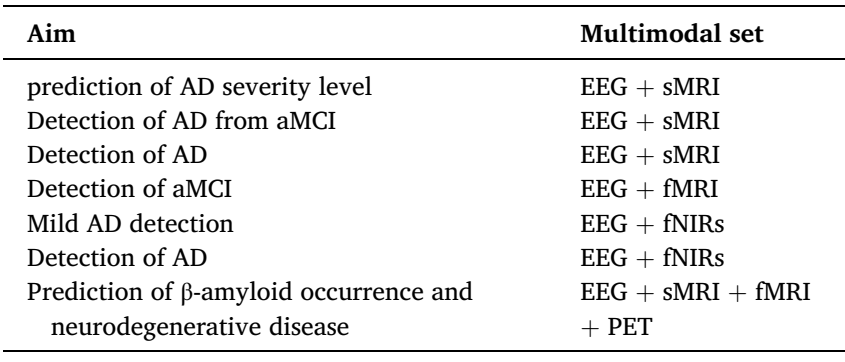 Aim Multimodal set
prediction of AD severity level EEG + sMRI
Detection of AD from aMCI EEG + sMRI
Detection of AD EEG + sMRI
Detection of aMCI EEG + fMRI
Mild AD detection EEG + fNIRs
Detection of AD EEG + fNIRs
Prediction of β-amyloid occurrence and EEG + sMRI + fMRI
neurodegenerative disease + PET